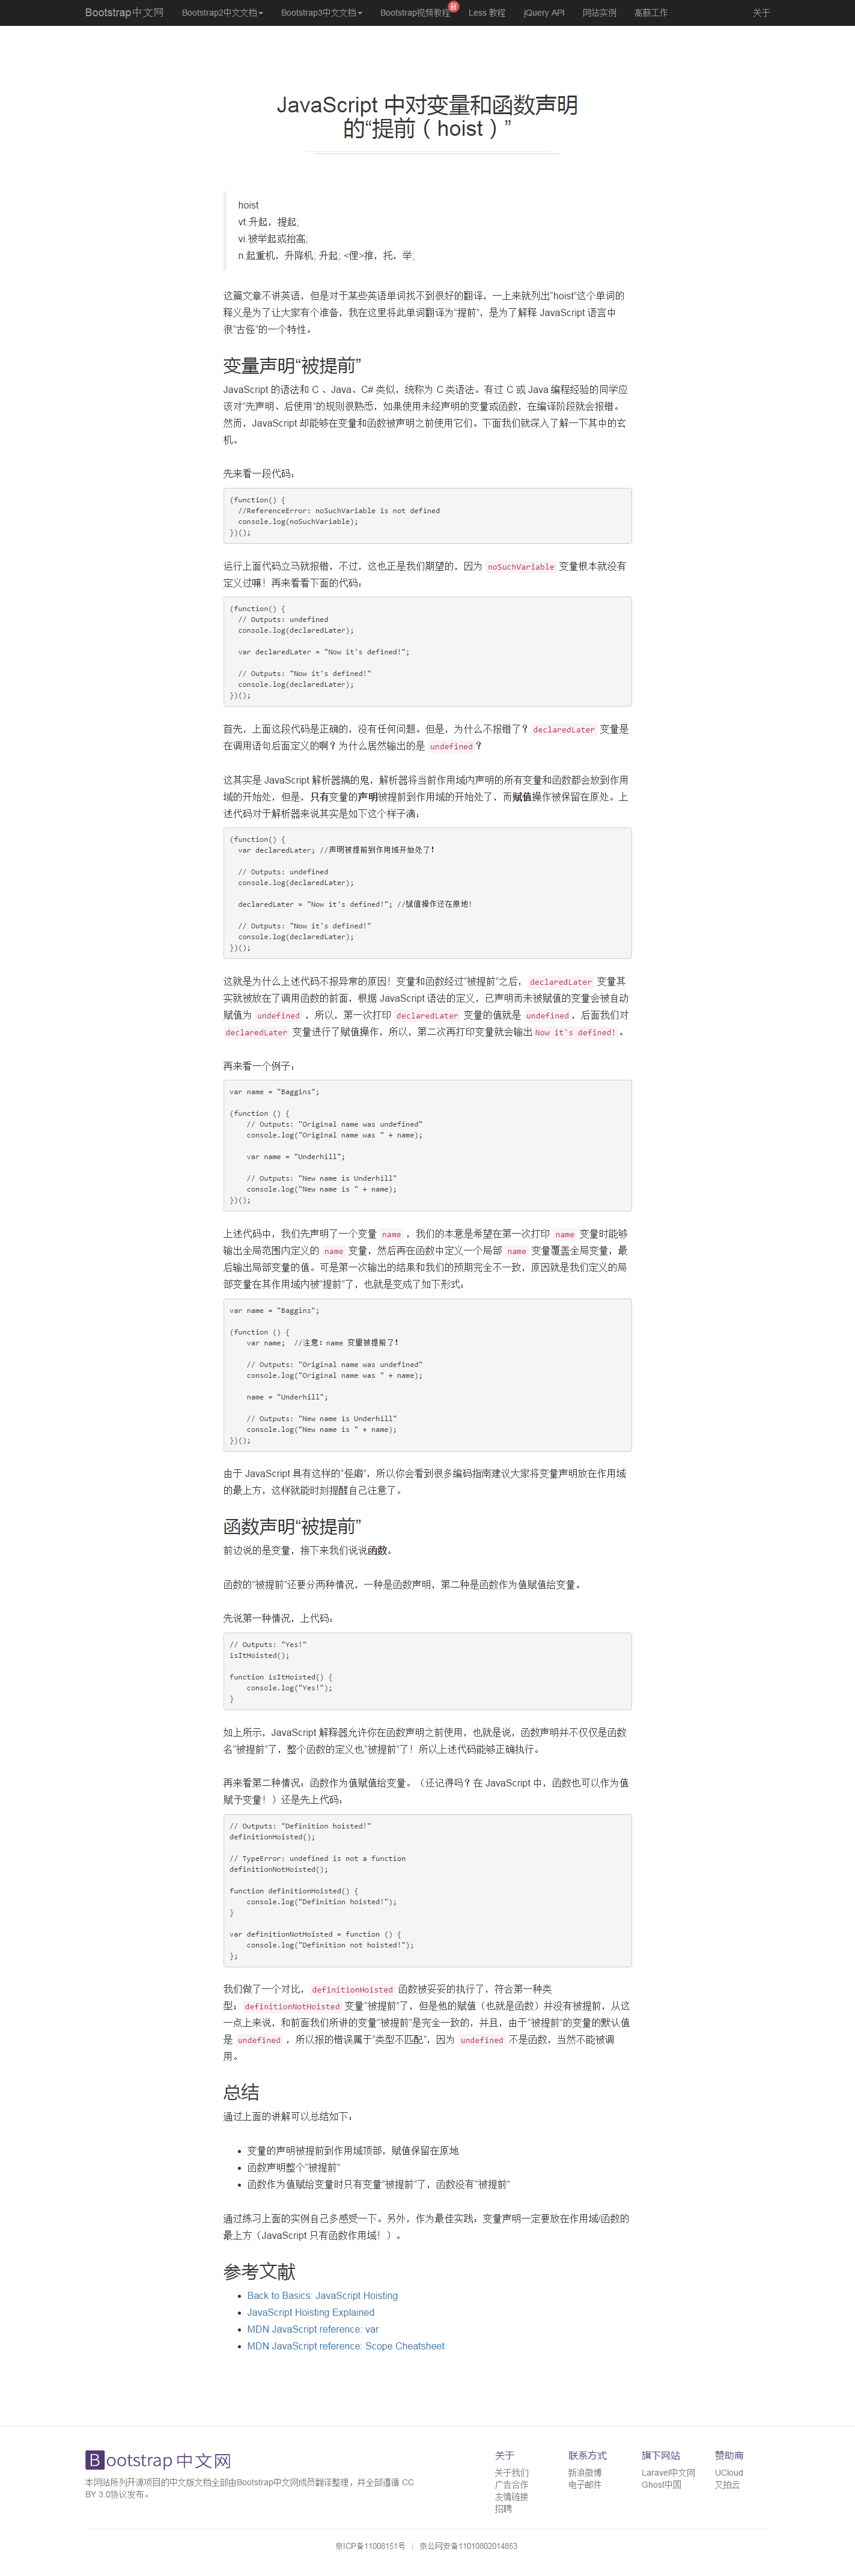 Bootstrap中文网 Bootstrap2中文文档 Bootstrap3中文文档 Bootstrap视频教程 新 Less 教程 jQuery API 网站实例 高薪工作 关于
JavaScript 中对变量和函数声明
的“提前（hoist）”
hoist
vt.升起，提起;
vi.被举起或抬高;
n.起重机，升降机; 升起; <俚>推，托，举;
这篇文章不讲英语，但是对于某些英语单词找不到很好的翻译，一上来就列出“hoist”这个单词的
释义是为了让大家有个准备，我在这里将此单词翻译为“提前”，是为了解释 JavaScript 语言中
很“古怪”的一个特性。
变量声明“被提前”
JavaScript 的语法和 C 、Java、C# 类似，统称为 C 类语法。有过 C 或 Java 编程经验的同学应
该对“先声明、后使用”的规则很熟悉，如果使用未经声明的变量或函数，在编译阶段就会报错。
然而，JavaScript 却能够在变量和函数被声明之前使用它们。下面我们就深入了解一下其中的玄
机。
先来看一段代码：
(function() {
  //ReferenceError: noSuchVariable is not defined
  console.log(noSuchVariable);
})();
运行上面代码立马就报错，不过，这也正是我们期望的，因为 noSuchVariable 变量根本就没有
定义过嘛！再来看看下面的代码：
(function() {
  // Outputs: undefined
  console.log(declaredLater);
  var declaredLater = "Now it's defined!";
  // Outputs: "Now it's defined!"
  console.log(declaredLater);
})();
首先，上面这段代码是正确的，没有任何问题。但是，为什么不报错了？ declaredLater 变量是
在调用语句后面定义的啊？为什么居然输出的是 undefined？
这其实是 JavaScript 解析器搞的鬼，解析器将当前作用域内声明的所有变量和函数都会放到作用
域的开始处，但是，只有变量的声明被提前到作用域的开始处了，而赋值操作被保留在原处。上
述代码对于解析器来说其实是如下这个样子滴：
(function() {
  var declaredLater; //声明被提前到作用域开始处了！
  // Outputs: undefined
  console.log(declaredLater);
  declaredLater = "Now it's defined!"; //赋值操作还在原地！
  // Outputs: "Now it's defined!"
  console.log(declaredLater);
})();
这就是为什么上述代码不报异常的原因！变量和函数经过“被提前”之后，declaredLater 变量其
实就被放在了调用函数的前面，根据 JavaScript 语法的定义，已声明而未被赋值的变量会被自动
赋值为 undefined ，所以，第一次打印 declaredLater 变量的值就是 undefined，后面我们对
declaredLater 变量进行了赋值操作，所以，第二次再打印变量就会输出 Now it's defined!。
再来看一个例子：
var name = "Baggins";
(function () {
    // Outputs: "Original name was undefined"
    console.log("Original name was " + name);
    var name = "Underhill";
    // Outputs: "New name is Underhill"
    console.log("New name is " + name);
})();
上述代码中，我们先声明了一个变量 name ，我们的本意是希望在第一次打印 name 变量时能够
输出全局范围内定义的 name 变量，然后再在函数中定义一个局部 name 变量覆盖全局变量，最
后输出局部变量的值。可是第一次输出的结果和我们的预期完全不一致，原因就是我们定义的局
部变量在其作用域内被“提前”了，也就是变成了如下形式：
var name = "Baggins";
(function () {
    var name;  //注意：name 变量被提前了！
    // Outputs: "Original name was undefined"
    console.log("Original name was " + name);
    name = "Underhill";
    // Outputs: "New name is Underhill"
    console.log("New name is " + name);
})();
由于 JavaScript 具有这样的“怪癖”，所以你会看到很多编码指南建议大家将变量声明放在作用域
的最上方，这样就能时刻提醒自己注意了。
函数声明“被提前”
前边说的是变量，接下来我们说说函数。
函数的“被提前”还要分两种情况，一种是函数声明，第二种是函数作为值赋值给变量。
先说第一种情况，上代码：
// Outputs: "Yes!"
isItHoisted();
function isItHoisted() {
    console.log("Yes!");
}
如上所示，JavaScript 解释器允许你在函数声明之前使用，也就是说，函数声明并不仅仅是函数
名“被提前”了，整个函数的定义也“被提前”了！所以上述代码能够正确执行。
再来看第二种情况：函数作为值赋值给变量。（还记得吗？在 JavaScript 中，函数也可以作为值
赋予变量！）还是先上代码：
// Outputs: "Definition hoisted!"
definitionHoisted();
// TypeError: undefined is not a function
definitionNotHoisted();
function definitionHoisted() {
    console.log("Definition hoisted!");
}
var definitionNotHoisted = function () {
    console.log("Definition not hoisted!");
};
我们做了一个对比，definitionHoisted 函数被妥妥的执行了，符合第一种类
型；definitionNotHoisted 变量“被提前”了，但是他的赋值（也就是函数）并没有被提前，从这
一点上来说，和前面我们所讲的变量“被提前”是完全一致的，并且，由于“被提前”的变量的默认值
是 undefined ，所以报的错误属于“类型不匹配”，因为 undefined 不是函数，当然不能被调
用。
总结
通过上面的讲解可以总结如下：
• 变量的声明被提前到作用域顶部，赋值保留在原地
• 函数声明整个“被提前”
• 函数作为值赋给变量时只有变量“被提前”了，函数没有“被提前”
通过练习上面的实例自己多感受一下。另外，作为最佳实践：变量声明一定要放在作用域/函数的
最上方（JavaScript 只有函数作用域！）。
参考文献
• Back to Basics: JavaScript Hoisting
• JavaScript Hoisting Explained
• MDN JavaScript reference: var
• MDN JavaScript reference: Scope Cheatsheet
Bootstrap 中文网
本网站所列开源项目的中文版文档全部由Bootstrap中文网成员翻译整理，并全部遵循 CC
BY 3.0协议发布。
关于
关于我们
广告合作
友情链接
招聘
联系方式
新浪微博
电子邮件
旗下网站
Laravel中文网
Ghost中国
赞助商
UCloud
又拍云
京ICP备11008151号 | 京公网安备11010802014853